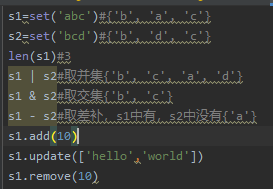 s1=set('abc')#{'b', 'a', 'c'}
s2=set('bcd')#{'b', 'd', 'c'}
len(s1)#3
s1 | s2#取并集{'b', 'c', 'a', 'd'}
s1 & s2#取交集{'b', 'c'}
s1 - s2#取差补, s1中有, s2中没有{'a'}
s1.add(10)
s1.update(['hello','world'])
s1.remove(10)